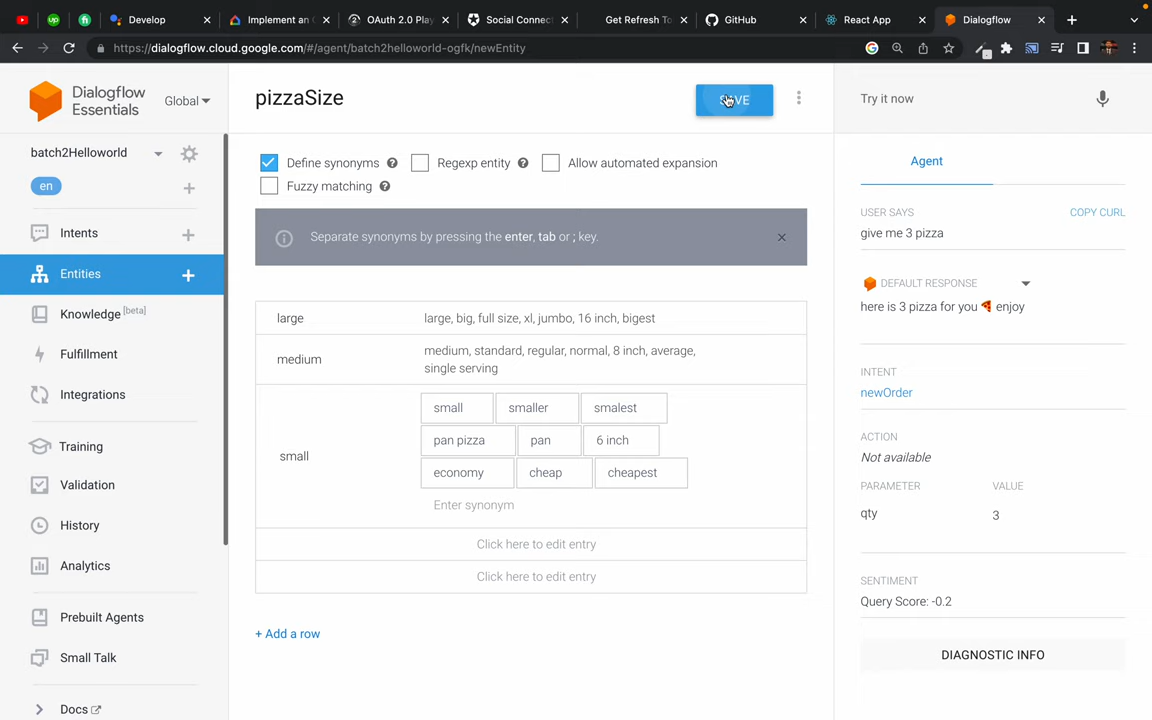 Develop
Implement an O
OAuth 2.0 Play
Social Connect
Get Refresh To
GitHub
React App
Dialogflow
https://dialogflow.cloud.google.com/#/agent/batch2helloworld-ogfk/newEntity
Dialogflow
Essentials
Global
batch2Helloworld
en
Intents
Entities
Knowledge [beta]
Fulfillment
Integrations
Training
Validation
History
Analytics
Prebuilt Agents
Small Talk
Docs
pizzaSize
SAVE
Define synonyms
Regexp entity
Allow automated expansion
Fuzzy matching
Separate synonyms by pressing the enter, tab or ; key.
large
large, big, full size, xl, jumbo, 16 inch, bigest
medium
medium, standard, regular, normal, 8 inch, average,
single serving
small
small smaller smalest
pan pizza pan 6 inch
economy cheap cheapest
Enter synonym
Click here to edit entry
Click here to edit entry
+ Add a row
Try it now
Agent
USER SAYS
COPY CURL
give me 3 pizza
DEFAULT RESPONSE
here is 3 pizza for you 🍕 enjoy
INTENT
newOrder
ACTION
Not available
PARAMETER
VALUE
qty
3
SENTIMENT
Query Score: -0.2
DIAGNOSTIC INFO